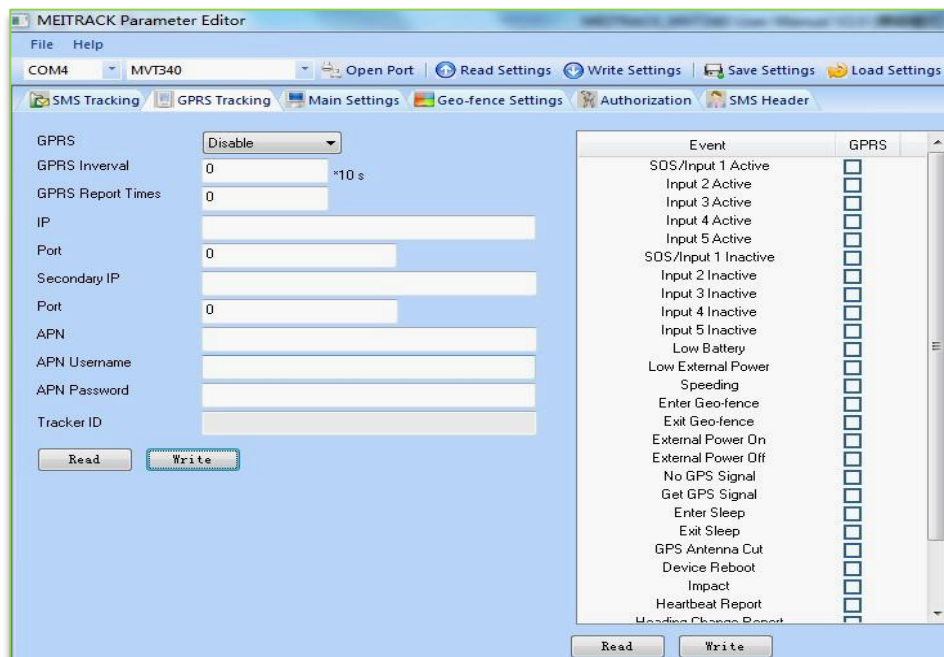 MEITRACK Parameter Editor
File Help
COM4 MVT340 Open Port Read Settings Write Settings Save Settings Load Settings
SMS Tracking GPRS Tracking Main Settings Geo-fence Settings Authorization SMS Header
GPRS Disable
GPRS Inverval 0 *10 s
GPRS Report Times 0
IP
Port 0
Secondary IP
Port 0
APN
APN Username
APN Password
Tracker ID
Read Write
Event GPRS
SOS/Input 1 Active
Input 2 Active
Input 3 Active
Input 4 Active
Input 5 Active
SOS/Input 1 Inactive
Input 2 Inactive
Input 3 Inactive
Input 4 Inactive
Input 5 Inactive
Low Battery
Low External Power
Speeding
Enter Geo-fence
Exit Geo-fence
External Power On
External Power Off
No GPS Signal
Get GPS Signal
Enter Sleep
Exit Sleep
GPS Antenna Cut
Device Reboot
Impact
Heartbeat Report
Heading Change Report
Read Write